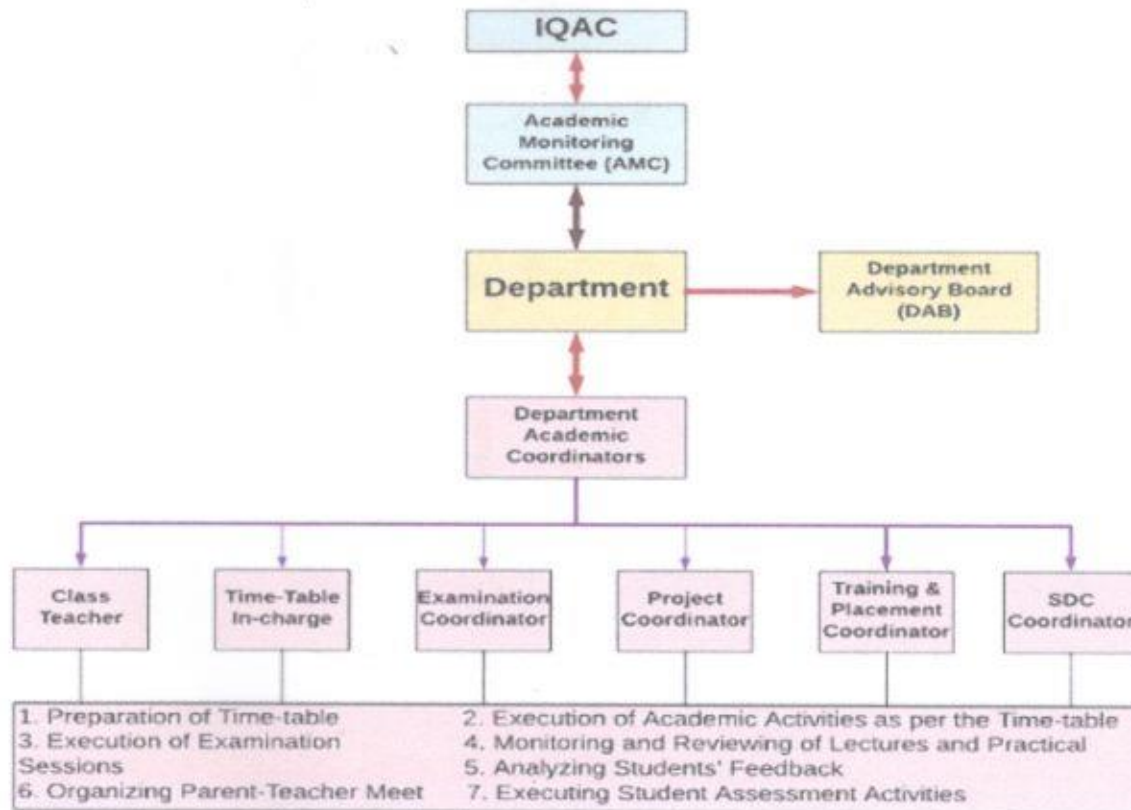 IQAC
Academic
Monitoring
Committee (AMC)
Department
Department
Advisory Board
(DAB)
Department
Academic
Coordinators
Class
Teacher
Time-Table
In-charge
Examination
Coordinator
Project
Coordinator
Training &
Placement
Coordinator
SDC
Coordinator
1. Preparation of Time-table
2. Execution of Academic Activities as per the Time-table
3. Execution of Examination
Sessions
4. Monitoring and Reviewing of Lectures and Practical
5. Analyzing Students' Feedback
6. Organizing Parent-Teacher Meet
7. Executing Student Assessment Activities